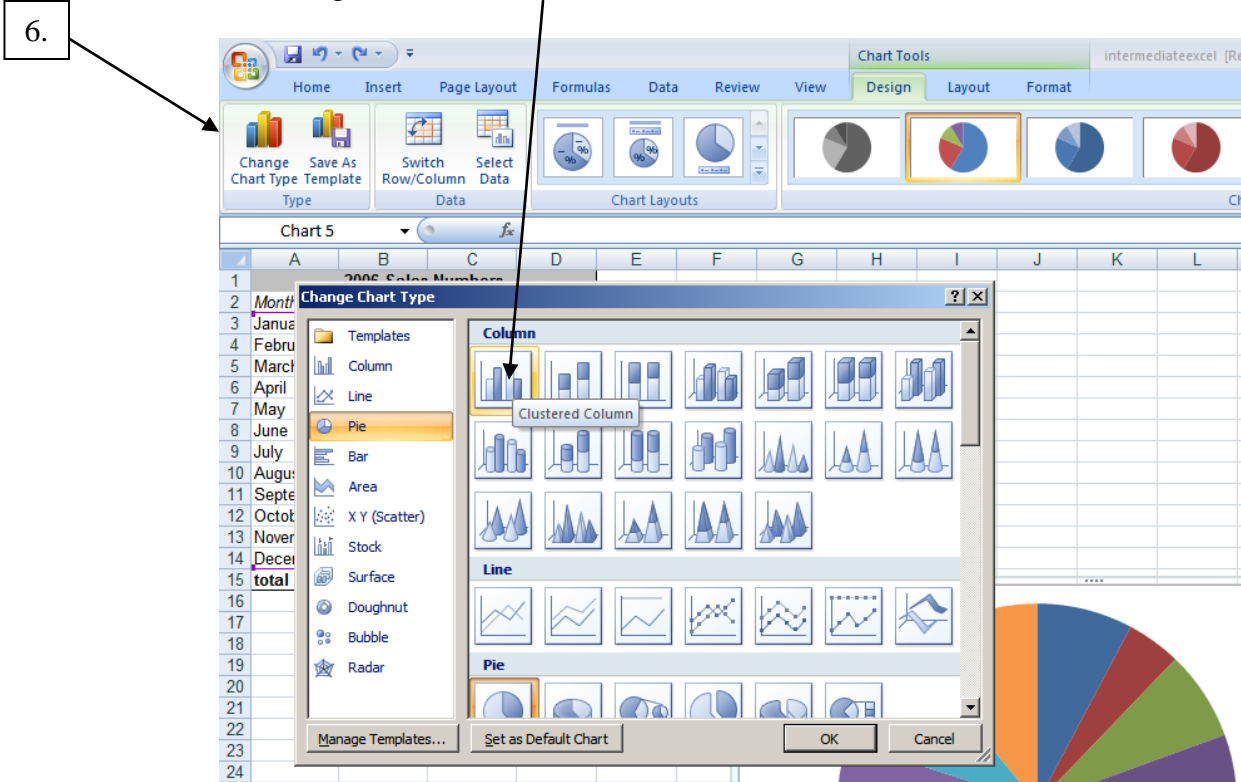 6.
Chart Tools
intermediateexcel [Re
Home Insert Page Layout Formulas Data Review View Design Layout Format
Change Save As Switch Select
Chart Type Template Row/Column Data
Type Data Chart Layouts Ch
Chart 5 fx
A B C D E F G H I J K L
1 2006 Sales Numbers
2 Month
3 Janua
4 Febru
5 March
6 April
7 May
8 June
9 July
10 Augus
11 Septe
12 Octob
13 Nover
14 Decer
15 total
16
17
18
19
20
21
22
23
24
Change Chart Type
Templates
Column
Line
Pie
Bar
Area
X Y (Scatter)
Stock
Surface
Doughnut
Bubble
Radar
Column
Clustered Column
Line
Pie
Manage Templates... Set as Default Chart OK Cancel